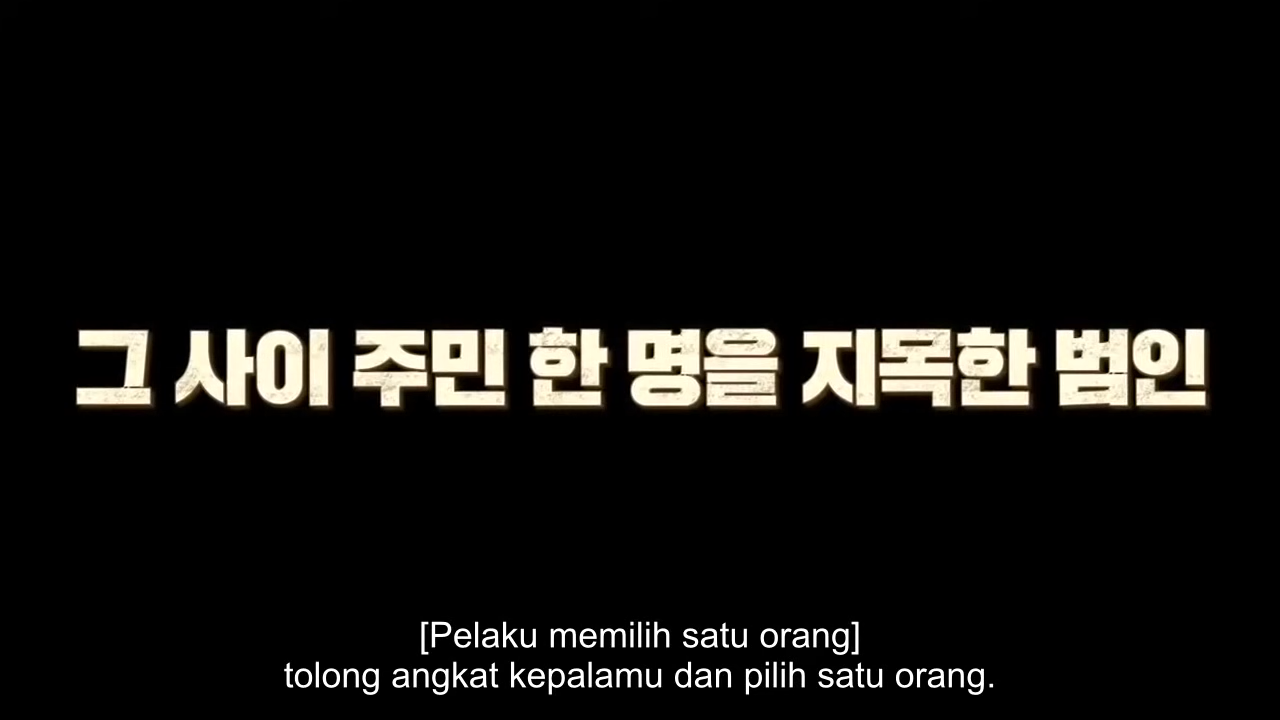 그 사이 주민 한 명을 지목한 범인
[Pelaku memilih satu orang]
tolong angkat kepalamu dan pilih satu orang.